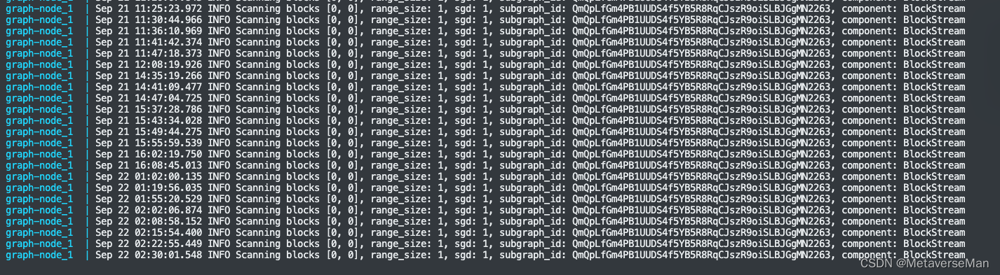 graph-node_1 | Sep 21 11:25:23.972 INFO Scanning blocks [0, 0], range_size: 1, sgd: 1, subgraph_id: QmQpLfGm4PB1UUDS4f5YB5R8RqCJszR9oiSLBJGgMN2263, component: BlockStream
graph-node_1 | Sep 21 11:30:44.966 INFO Scanning blocks [0, 0], range_size: 1, sgd: 1, subgraph_id: QmQpLfGm4PB1UUDS4f5YB5R8RqCJszR9oiSLBJGgMN2263, component: BlockStream
graph-node_1 | Sep 21 11:36:10.969 INFO Scanning blocks [0, 0], range_size: 1, sgd: 1, subgraph_id: QmQpLfGm4PB1UUDS4f5YB5R8RqCJszR9oiSLBJGgMN2263, component: BlockStream
graph-node_1 | Sep 21 11:41:42.374 INFO Scanning blocks [0, 0], range_size: 1, sgd: 1, subgraph_id: QmQpLfGm4PB1UUDS4f5YB5R8RqCJszR9oiSLBJGgMN2263, component: BlockStream
graph-node_1 | Sep 21 11:47:18.373 INFO Scanning blocks [0, 0], range_size: 1, sgd: 1, subgraph_id: QmQpLfGm4PB1UUDS4f5YB5R8RqCJszR9oiSLBJGgMN2263, component: BlockStream
graph-node_1 | Sep 21 12:08:19.926 INFO Scanning blocks [0, 0], range_size: 1, sgd: 1, subgraph_id: QmQpLfGm4PB1UUDS4f5YB5R8RqCJszR9oiSLBJGgMN2263, component: BlockStream
graph-node_1 | Sep 21 14:35:19.266 INFO Scanning blocks [0, 0], range_size: 1, sgd: 1, subgraph_id: QmQpLfGm4PB1UUDS4f5YB5R8RqCJszR9oiSLBJGgMN2263, component: BlockStream
graph-node_1 | Sep 21 14:41:09.477 INFO Scanning blocks [0, 0], range_size: 1, sgd: 1, subgraph_id: QmQpLfGm4PB1UUDS4f5YB5R8RqCJszR9oiSLBJGgMN2263, component: BlockStream
graph-node_1 | Sep 21 14:47:04.725 INFO Scanning blocks [0, 0], range_size: 1, sgd: 1, subgraph_id: QmQpLfGm4PB1UUDS4f5YB5R8RqCJszR9oiSLBJGgMN2263, component: BlockStream
graph-node_1 | Sep 21 15:37:28.786 INFO Scanning blocks [0, 0], range_size: 1, sgd: 1, subgraph_id: QmQpLfGm4PB1UUDS4f5YB5R8RqCJszR9oiSLBJGgMN2263, component: BlockStream
graph-node_1 | Sep 21 15:43:34.028 INFO Scanning blocks [0, 0], range_size: 1, sgd: 1, subgraph_id: QmQpLfGm4PB1UUDS4f5YB5R8RqCJszR9oiSLBJGgMN2263, component: BlockStream
graph-node_1 | Sep 21 15:49:44.275 INFO Scanning blocks [0, 0], range_size: 1, sgd: 1, subgraph_id: QmQpLfGm4PB1UUDS4f5YB5R8RqCJszR9oiSLBJGgMN2263, component: BlockStream
graph-node_1 | Sep 21 15:55:59.539 INFO Scanning blocks [0, 0], range_size: 1, sgd: 1, subgraph_id: QmQpLfGm4PB1UUDS4f5YB5R8RqCJszR9oiSLBJGgMN2263, component: BlockStream
graph-node_1 | Sep 21 16:02:19.750 INFO Scanning blocks [0, 0], range_size: 1, sgd: 1, subgraph_id: QmQpLfGm4PB1UUDS4f5YB5R8RqCJszR9oiSLBJGgMN2263, component: BlockStream
graph-node_1 | Sep 21 16:08:45.013 INFO Scanning blocks [0, 0], range_size: 1, sgd: 1, subgraph_id: QmQpLfGm4PB1UUDS4f5YB5R8RqCJszR9oiSLBJGgMN2263, component: BlockStream
graph-node_1 | Sep 22 01:02:00.135 INFO Scanning blocks [0, 0], range_size: 1, sgd: 1, subgraph_id: QmQpLfGm4PB1UUDS4f5YB5R8RqCJszR9oiSLBJGgMN2263, component: BlockStream
graph-node_1 | Sep 22 01:19:56.035 INFO Scanning blocks [0, 0], range_size: 1, sgd: 1, subgraph_id: QmQpLfGm4PB1UUDS4f5YB5R8RqCJszR9oiSLBJGgMN2263, component: BlockStream
graph-node_1 | Sep 22 01:55:20.529 INFO Scanning blocks [0, 0], range_size: 1, sgd: 1, subgraph_id: QmQpLfGm4PB1UUDS4f5YB5R8RqCJszR9oiSLBJGgMN2263, component: BlockStream
graph-node_1 | Sep 22 02:02:06.874 INFO Scanning blocks [0, 0], range_size: 1, sgd: 1, subgraph_id: QmQpLfGm4PB1UUDS4f5YB5R8RqCJszR9oiSLBJGgMN2263, component: BlockStream
graph-node_1 | Sep 22 02:08:58.152 INFO Scanning blocks [0, 0], range_size: 1, sgd: 1, subgraph_id: QmQpLfGm4PB1UUDS4f5YB5R8RqCJszR9oiSLBJGgMN2263, component: BlockStream
graph-node_1 | Sep 22 02:15:54.400 INFO Scanning blocks [0, 0], range_size: 1, sgd: 1, subgraph_id: QmQpLfGm4PB1UUDS4f5YB5R8RqCJszR9oiSLBJGgMN2263, component: BlockStream
graph-node_1 | Sep 22 02:22:55.449 INFO Scanning blocks [0, 0], range_size: 1, sgd: 1, subgraph_id: QmQpLfGm4PB1UUDS4f5YB5R8RqCJszR9oiSLBJGgMN2263, component: BlockStream
graph-node_1 | Sep 22 02:30:01.548 INFO Scanning blocks [0, 0], range_size: 1, sgd: 1, subgraph_id: QmQpLfGm4PB1UUDS4f5YB5R8RqCJszR9oiSLBJGgMN2263, component: BlockStream
CSDN @MetaverseMan